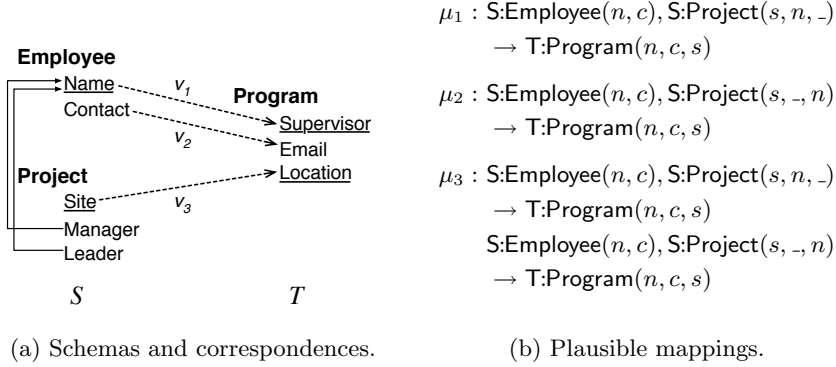 Employee
Name
Contact
Project
Site
Manager
Leader
S
v1
v2
v3
Program
Supervisor
Email
Location
T
(a) Schemas and correspondences.
μ1 : S:Employee(n, c), S:Project(s, n, _)
→ T:Program(n, c, s)
μ2 : S:Employee(n, c), S:Project(s, _, n)
→ T:Program(n, c, s)
μ3 : S:Employee(n, c), S:Project(s, n, _)
→ T:Program(n, c, s)
S:Employee(n, c), S:Project(s, _, n)
→ T:Program(n, c, s)
(b) Plausible mappings.